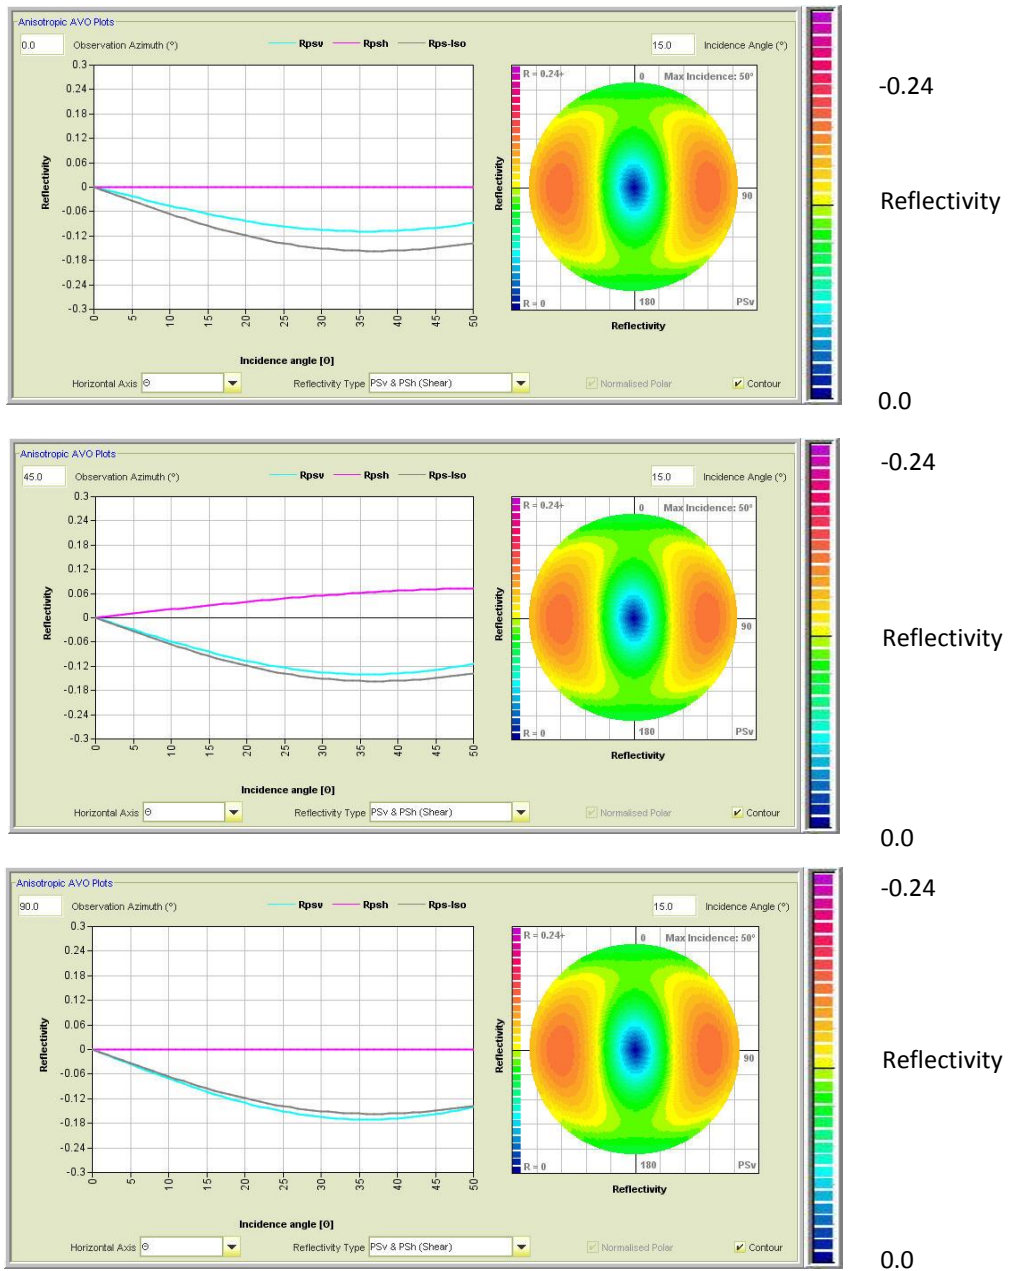 Anisotropic AVO Plots
0.0 Observation Azimuth (°) Rpsv Rpsh Rps-Iso 15.0 Incidence Angle (°)
0.3
0.24
0.18
0.12
0.06
0
-0.06
-0.12
-0.18
-0.24
-0.3
Reflectivity
0 5 10 15 20 25 30 35 40 45 50
Incidence angle [Θ]
R = 0.24+ 0 Max Incidence: 50°
Reflectivity
90
R = 0 180 PSv
Reflectivity
Horizontal Axis Θ Reflectivity Type PSv & PSh (Shear) Normalised Polar Contour
-0.24
Reflectivity
0.0
Anisotropic AVO Plots
45.0 Observation Azimuth (°) Rpsv Rpsh Rps-Iso 15.0 Incidence Angle (°)
0.3
0.24
0.18
0.12
0.06
0
-0.06
-0.12
-0.18
-0.24
-0.3
Reflectivity
0 5 10 15 20 25 30 35 40 45 50
Incidence angle [Θ]
R = 0.24+ 0 Max Incidence: 50°
Reflectivity
90
R = 0 180 PSv
Reflectivity
Horizontal Axis Θ Reflectivity Type PSv & PSh (Shear) Normalised Polar Contour
-0.24
Reflectivity
0.0
Anisotropic AVO Plots
90.0 Observation Azimuth (°) Rpsv Rpsh Rps-Iso 15.0 Incidence Angle (°)
0.3
0.24
0.18
0.12
0.06
0
-0.06
-0.12
-0.18
-0.24
-0.3
Reflectivity
0 5 10 15 20 25 30 35 40 45 50
Incidence angle [Θ]
R = 0.24+ 0 Max Incidence: 50°
Reflectivity
90
R = 0 180 PSv
Reflectivity
Horizontal Axis Θ Reflectivity Type PSv & PSh (Shear) Normalised Polar Contour
-0.24
Reflectivity
0.0